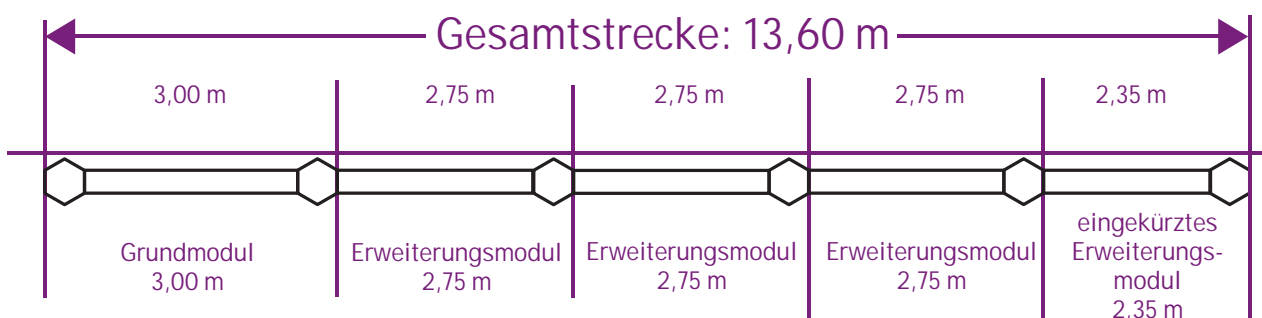 Gesamtstrecke: 13,60 m
3,00 m
2,75 m
2,75 m
2,75 m
2,35 m
Grundmodul
3,00 m
Erweiterungsmodul
2,75 m
Erweiterungsmodul
2,75 m
Erweiterungsmodul
2,75 m
eingekürztes
Erweiterungs-
modul
2,35 m